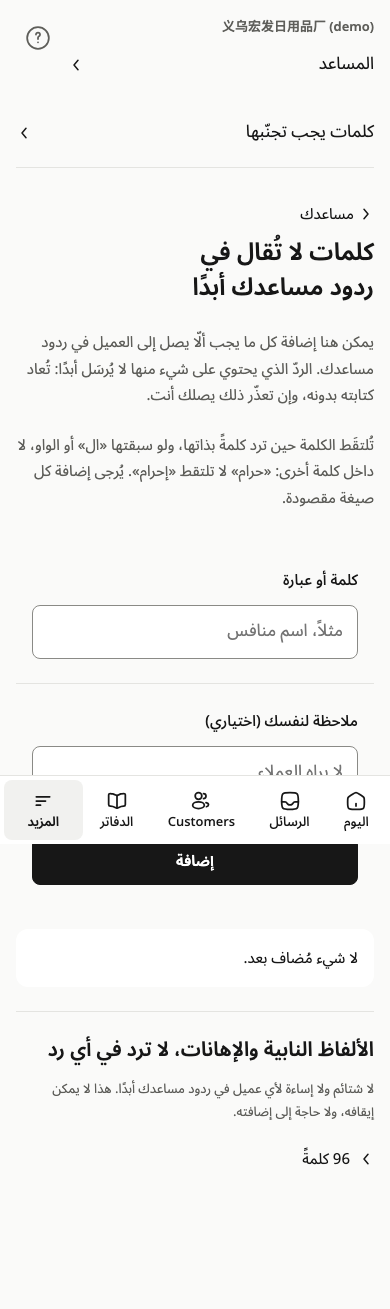 义乌宏发日用品厂 (demo)
المساعد
كلمات يجب تجنّبها
مساعدك
كلمات لا تُقال في
ردود مساعدك أبدًا
يمكن هنا إضافة كل ما يجب ألّا يصل إلى العميل في ردود
مساعدك. الردّ الذي يحتوي على شيء منها لا يُرسَل أبدًا: تُعاد
كتابته بدونه، وإن تعذّر ذلك يصلك أنت.
تُلتقَط الكلمة حين ترد كلمةً بذاتها، ولو سبقتها «ال» أو الواو، لا
داخل كلمة أخرى: «حرام» لا تلتقط «إحرام». يُرجى إضافة كل
صيغة مقصودة.
كلمة أو عبارة
مثلاً، اسم منافس
ملاحظة لنفسك (اختياري)
لا يراه العملاء
اليوم
الرسائل
Customers
الدفاتر
المزيد
إضافة
لا شيء مُضاف بعد.
الألفاظ النابية والإهانات، لا ترد في أي رد
لا شتائم ولا إساءة لأي عميل في ردود مساعدك أبدًا. هذا لا يمكن
إيقافه، ولا حاجة إلى إضافته.
96 كلمةً